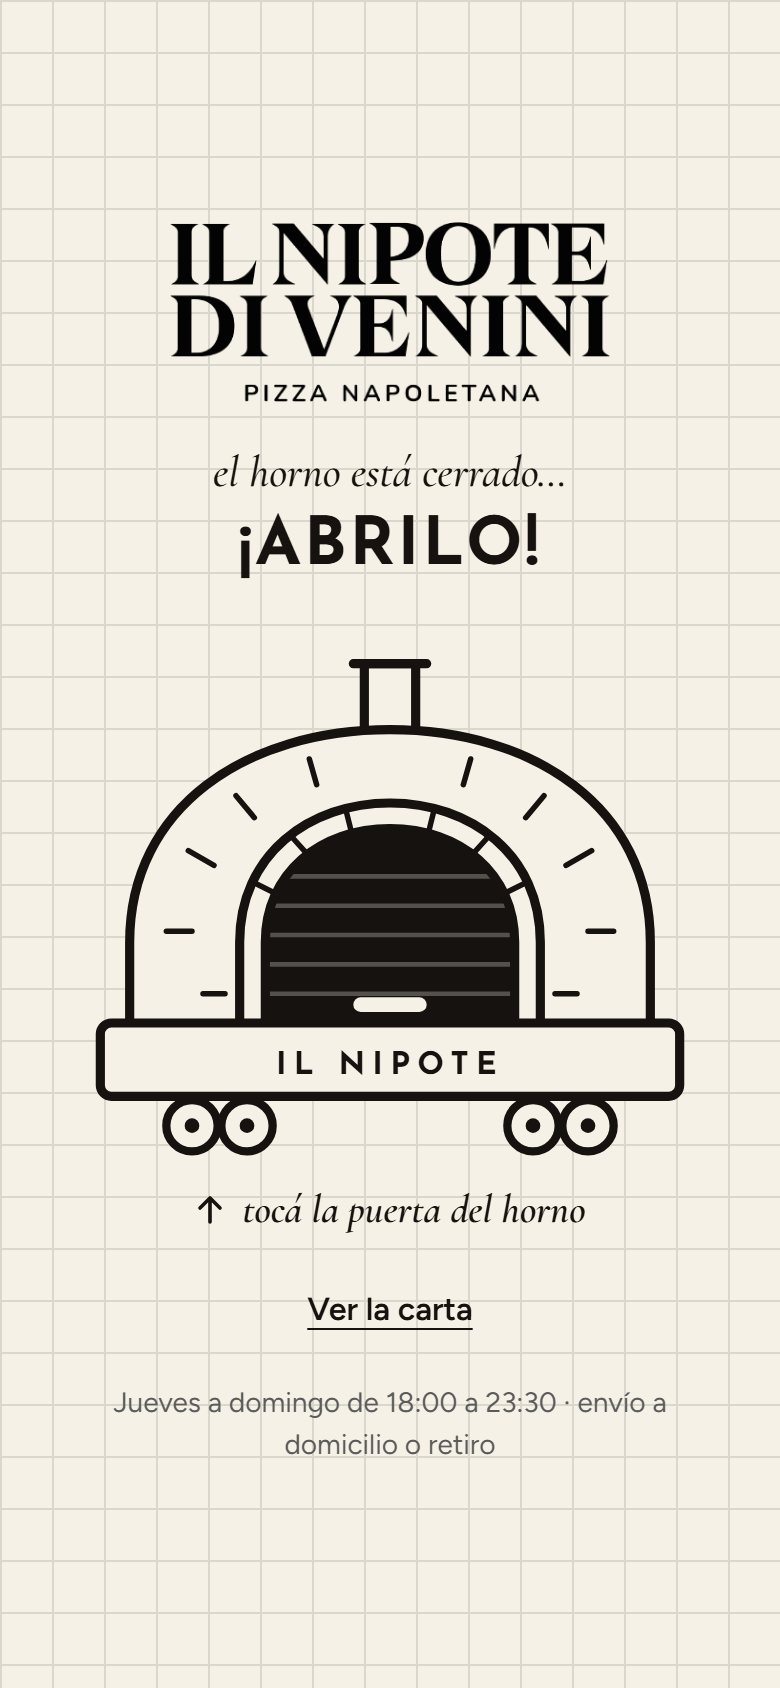 IL NIPOTE
DI VENINI
PIZZA NAPOLETANA
el horno está cerrado...
¡ABRILO!
IL NIPOTE
↑ tocá la puerta del horno
Ver la carta
Jueves a domingo de 18:00 a 23:30 · envío a
domicilio o retiro